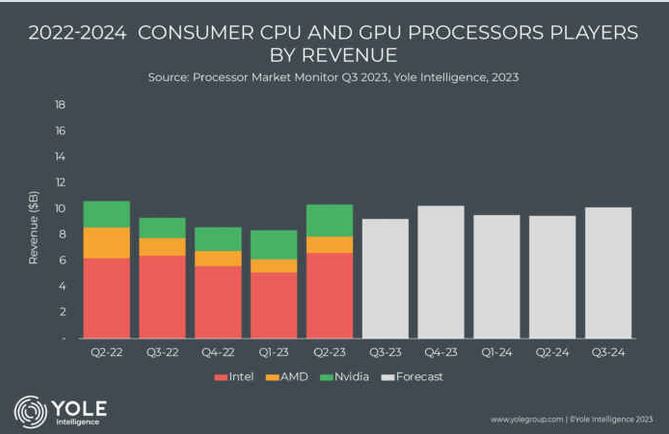 2022-2024 CONSUMER CPU AND GPU PROCESSORS PLAYERS
BY REVENUE
Source: Processor Market Monitor Q3 2023, Yole Intelligence, 2023
Revenue ($B)
18
16
14
12
10
8
6
4
2
-
Q2-22 Q3-22 Q4-22 Q1-23 Q2-23 Q3-23 Q4-23 Q1-24 Q2-24 Q3-24
Intel AMD Nvidia Forecast
YOLE
Intelligence
www.yolegroup.com | ©Yole Intelligence 2023